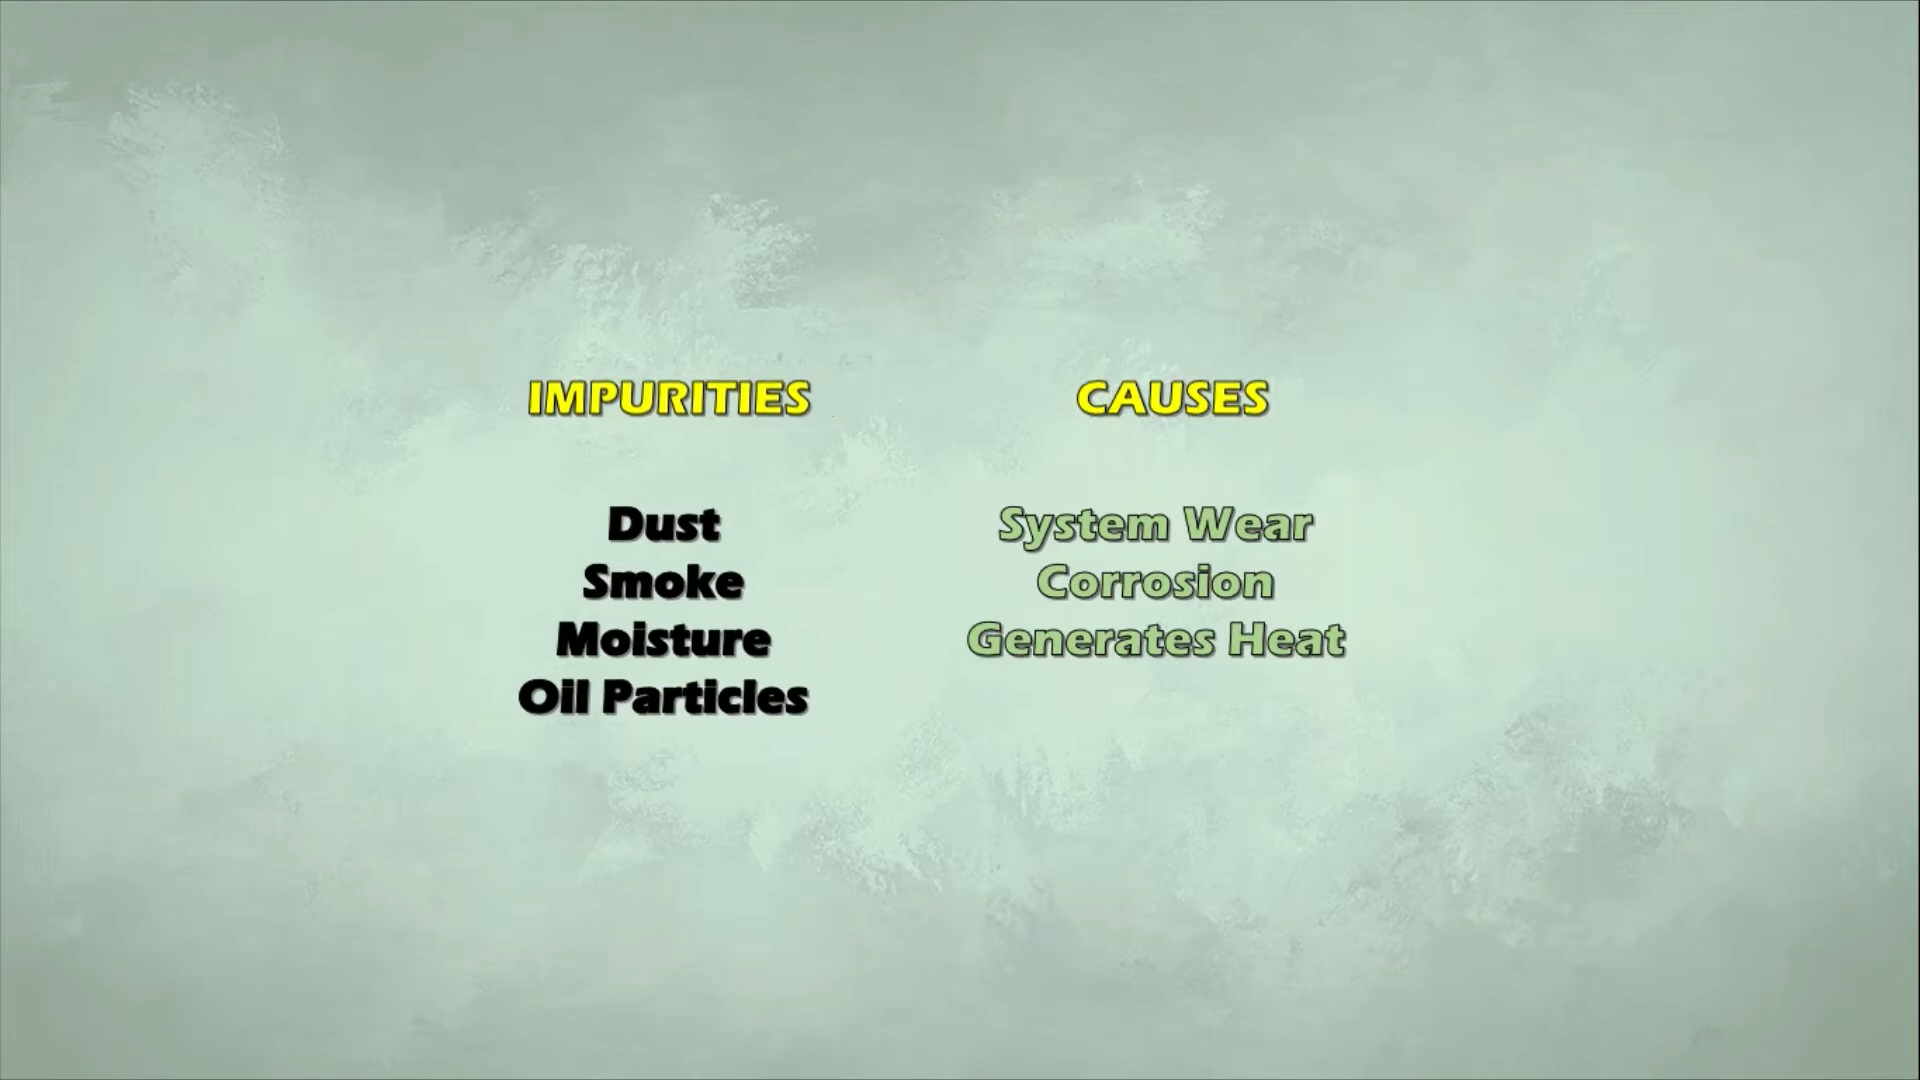 IMPURITIES
Dust
Smoke
Moisture
Oil Particles
CAUSES
System Wear
Corrosion
Generates Heat